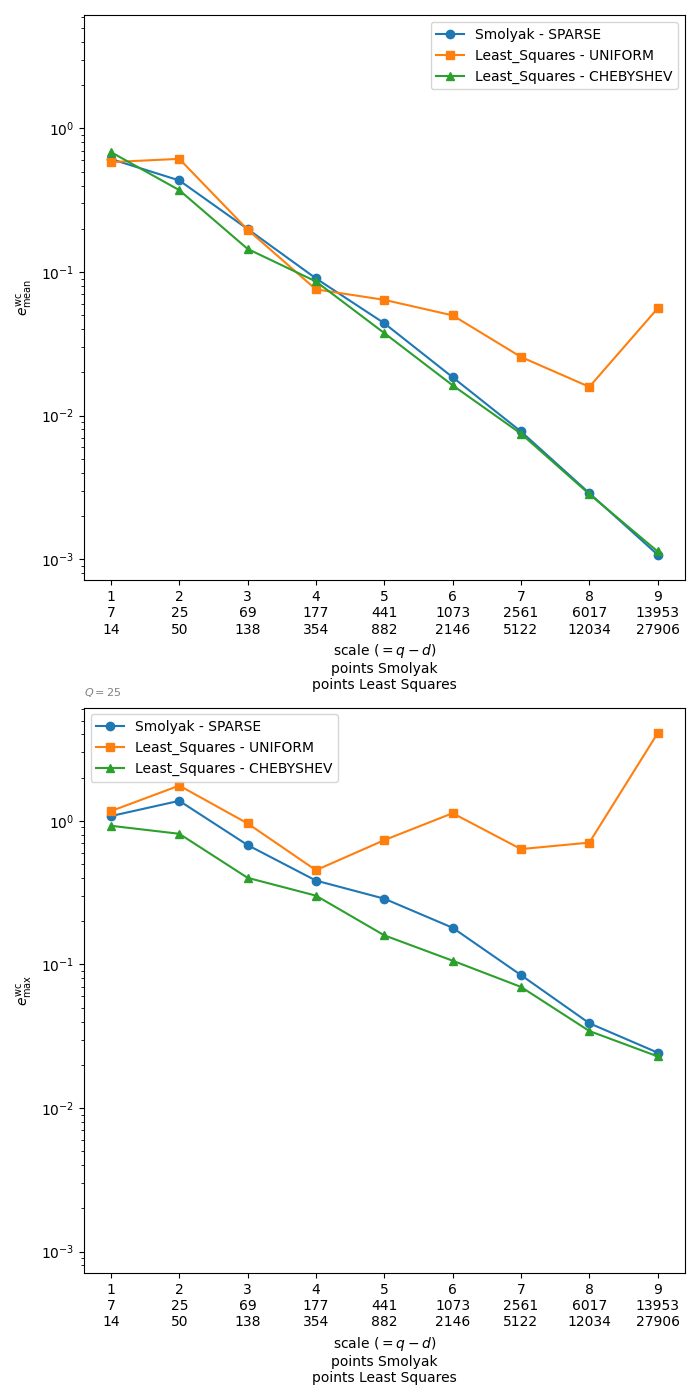 Smolyak - SPARSE
Least_Squares - UNIFORM
Least_Squares - CHEBYSHEV
10^0
10^-1
10^-2
10^-3
e^wc_mean
1 2 3 4 5 6 7 8 9
7 25 69 177 441 1073 2561 6017 13953
14 50 138 354 882 2146 5122 12034 27906
scale (= q − d)
points Smolyak
points Least Squares
Q = 25
Smolyak - SPARSE
Least_Squares - UNIFORM
Least_Squares - CHEBYSHEV
10^0
10^-1
10^-2
10^-3
e^wc_max
1 2 3 4 5 6 7 8 9
7 25 69 177 441 1073 2561 6017 13953
14 50 138 354 882 2146 5122 12034 27906
scale (= q − d)
points Smolyak
points Least Squares